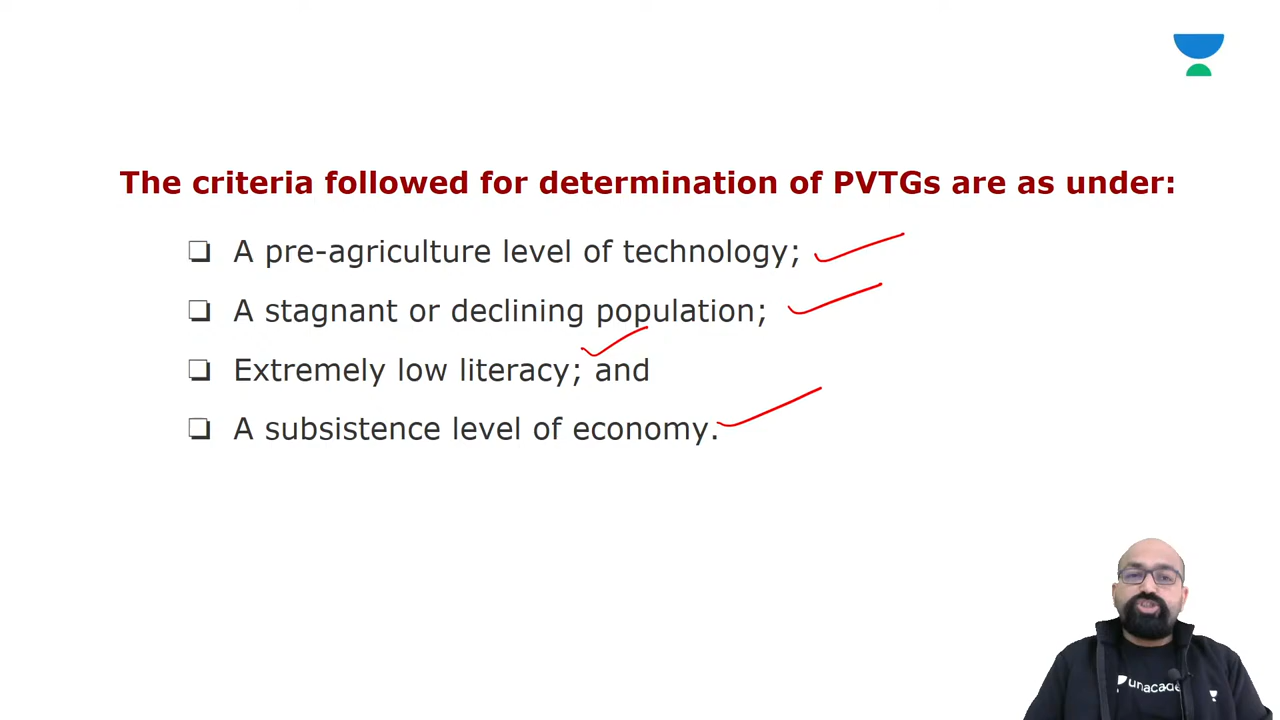 The criteria followed for determination of PVTGs are as under:
❏ A pre-agriculture level of technology;
❏ A stagnant or declining population;
❏ Extremely low literacy; and
❏ A subsistence level of economy.